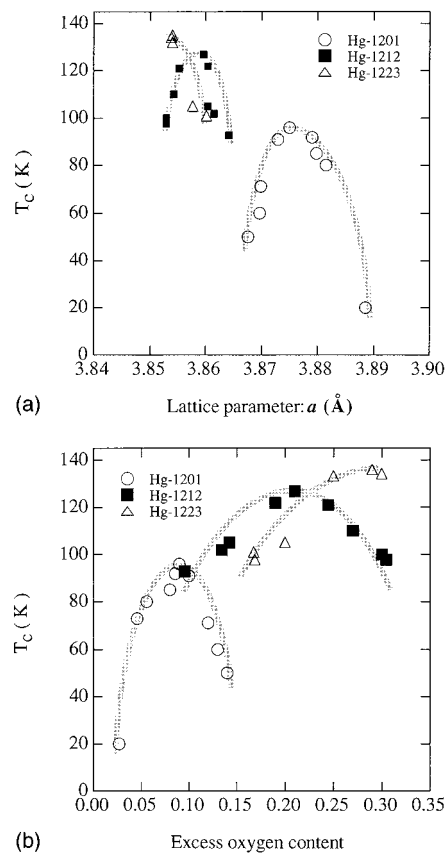 140
120
100
80
60
40
20
0
T_C ( K )
Hg-1201
Hg-1212
Hg-1223
3.84 3.85 3.86 3.87 3.88 3.89 3.90
(a) Lattice parameter: a (Å)
160
140
120
100
80
60
40
20
0
T_C ( K )
Hg-1201
Hg-1212
Hg-1223
0.00 0.05 0.10 0.15 0.20 0.25 0.30 0.35
(b) Excess oxygen content